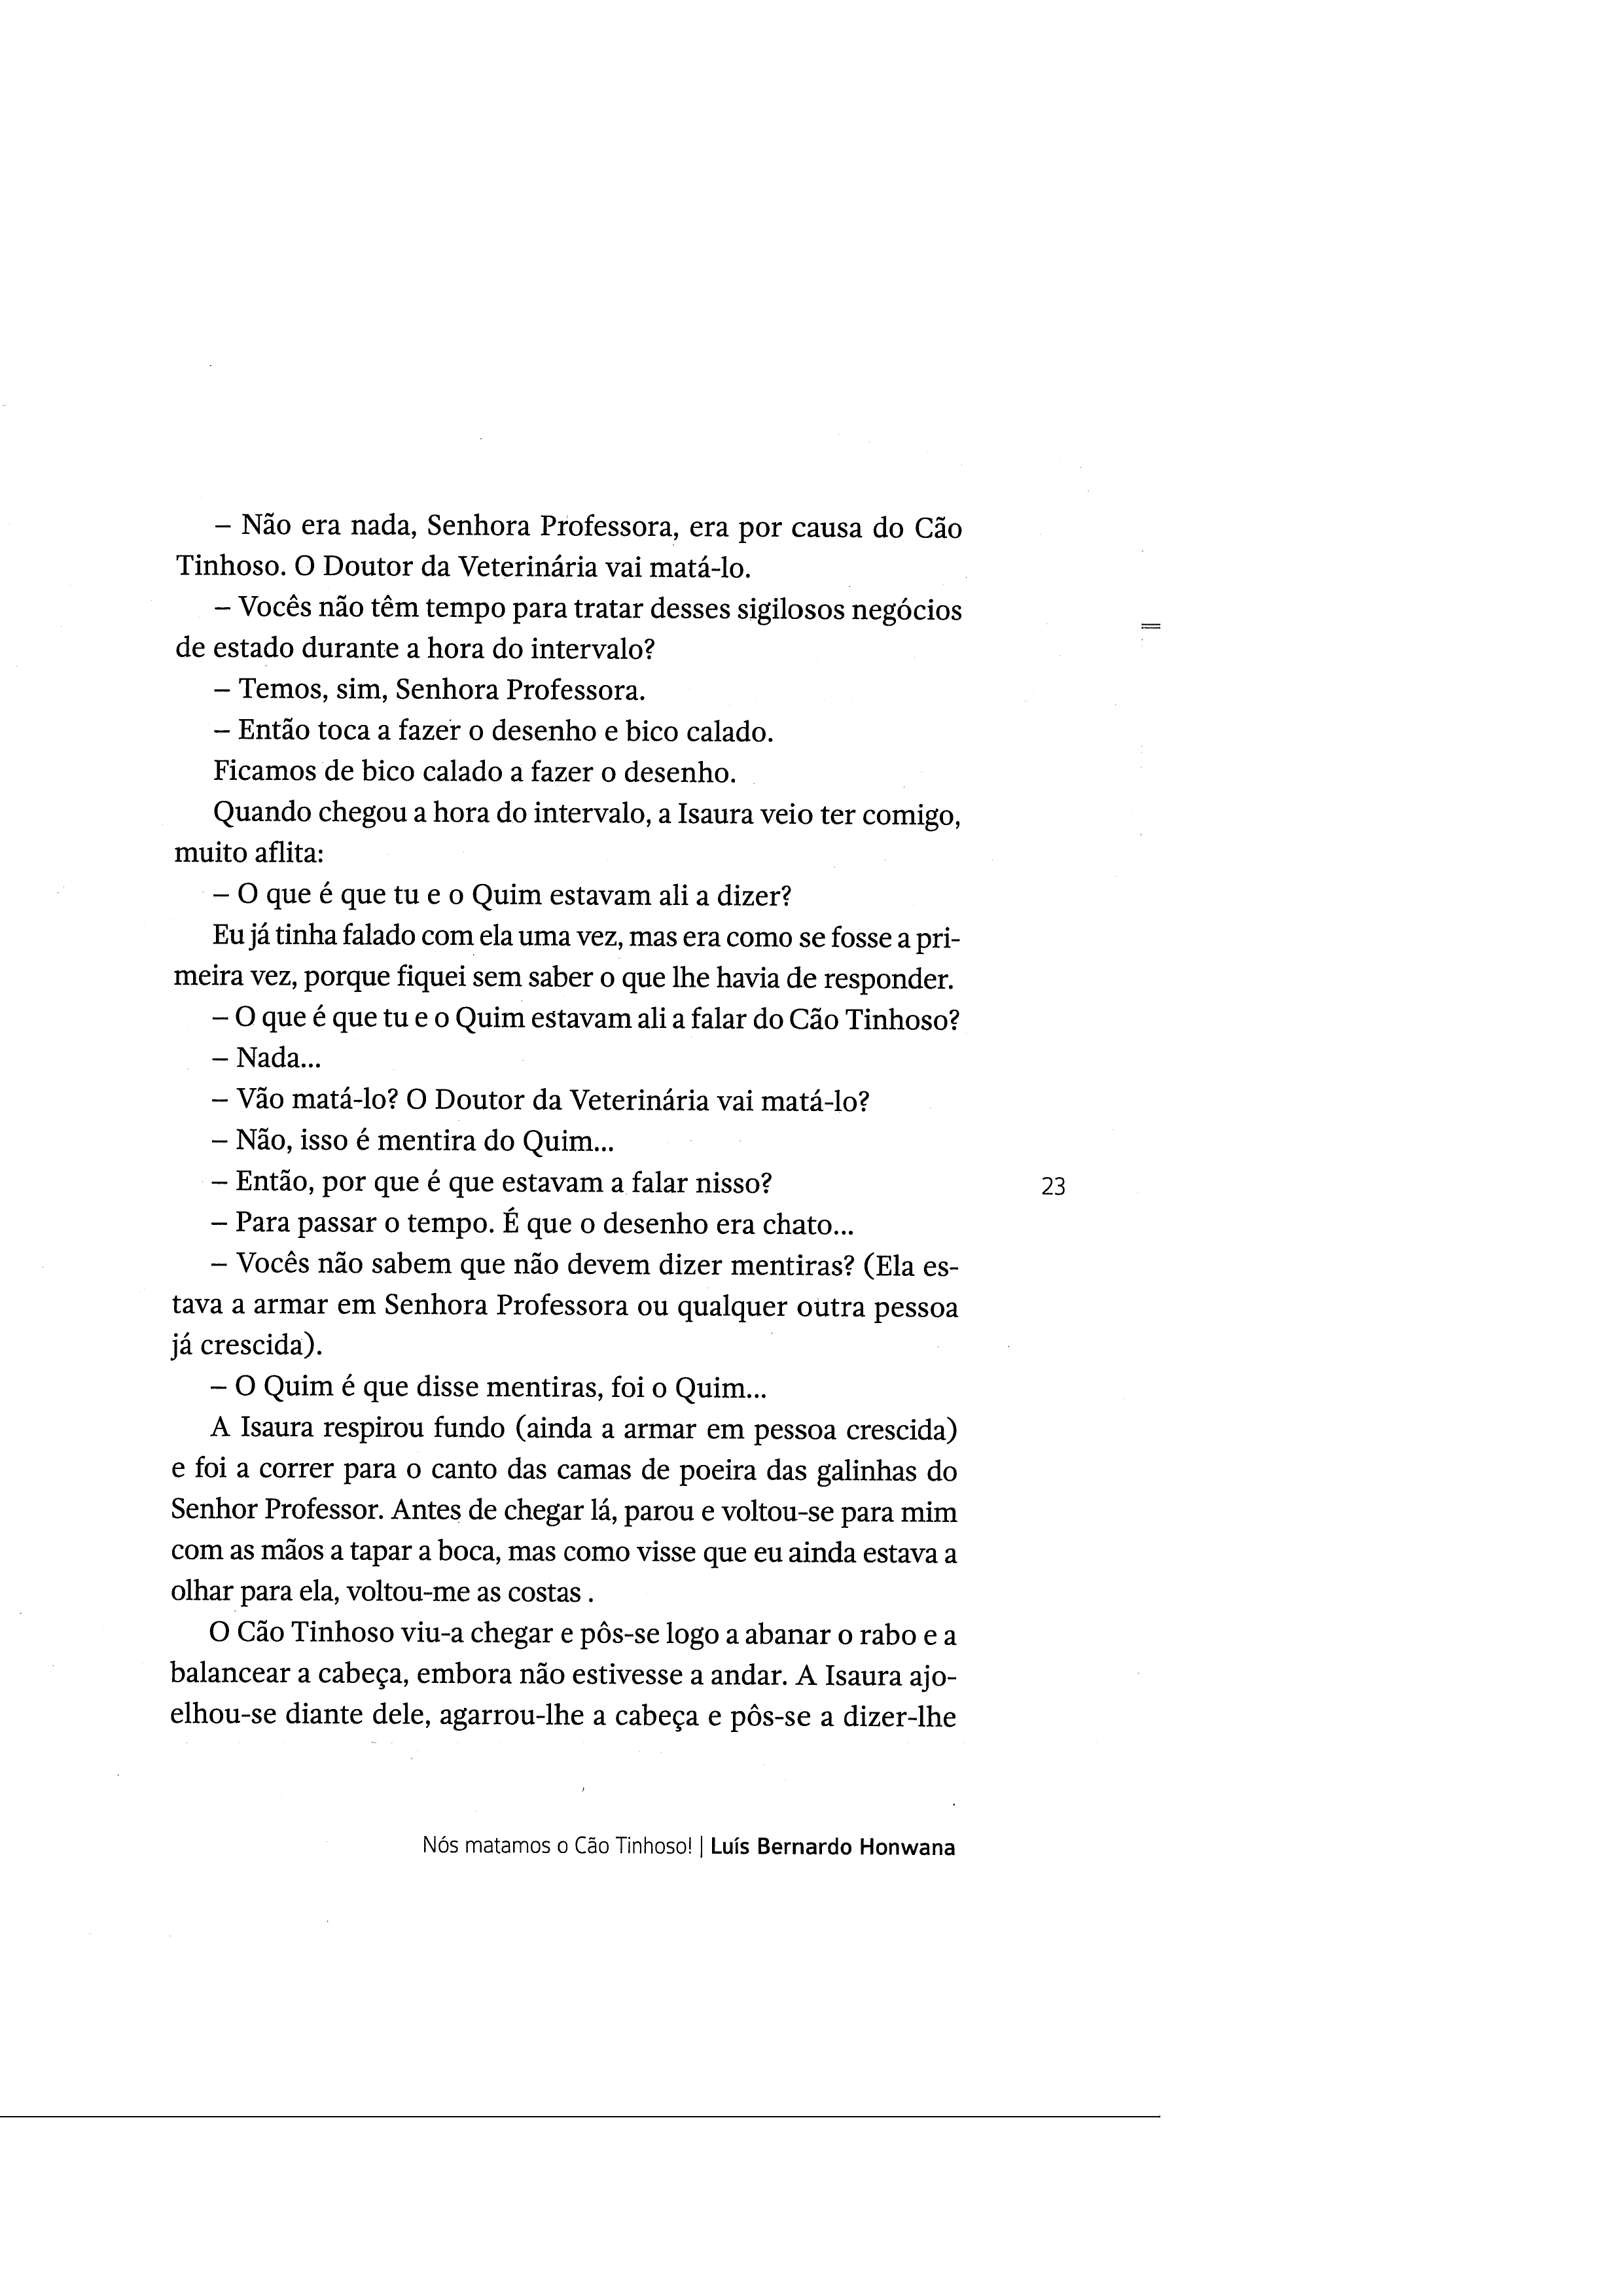 – Não era nada, Senhora Professora, era por causa do Cão
Tinhoso. O Doutor da Veterinária vai matá-lo.
– Vocês não têm tempo para tratar desses sigilosos negócios
de estado durante a hora do intervalo?
– Temos, sim, Senhora Professora.
– Então toca a fazer o desenho e bico calado.
Ficamos de bico calado a fazer o desenho.
Quando chegou a hora do intervalo, a Isaura veio ter comigo,
muito aflita:
– O que é que tu e o Quim estavam ali a dizer?
Eu já tinha falado com ela uma vez, mas era como se fosse a pri-
meira vez, porque fiquei sem saber o que lhe havia de responder.
– O que é que tu e o Quim estavam ali a falar do Cão Tinhoso?
– Nada...
– Vão matá-lo? O Doutor da Veterinária vai matá-lo?
– Não, isso é mentira do Quim...
– Então, por que é que estavam a falar nisso?
23
– Para passar o tempo. É que o desenho era chato...
– Vocês não sabem que não devem dizer mentiras? (Ela es-
tava a armar em Senhora Professora ou qualquer outra pessoa
já crescida).
– O Quim é que disse mentiras, foi o Quim...
A Isaura respirou fundo (ainda a armar em pessoa crescida)
e foi a correr para o canto das camas de poeira das galinhas do
Senhor Professor. Antes de chegar lá, parou e voltou-se para mim
com as mãos a tapar a boca, mas como visse que eu ainda estava a
olhar para ela, voltou-me as costas .
O Cão Tinhoso viu-a chegar e pôs-se logo a abanar o rabo e a
balancear a cabeça, embora não estivesse a andar. A Isaura ajo-
elhou-se diante dele, agarrou-lhe a cabeça e pôs-se a dizer-lhe
Nós matamos o Cão Tinhoso! | Luís Bernardo Honwana